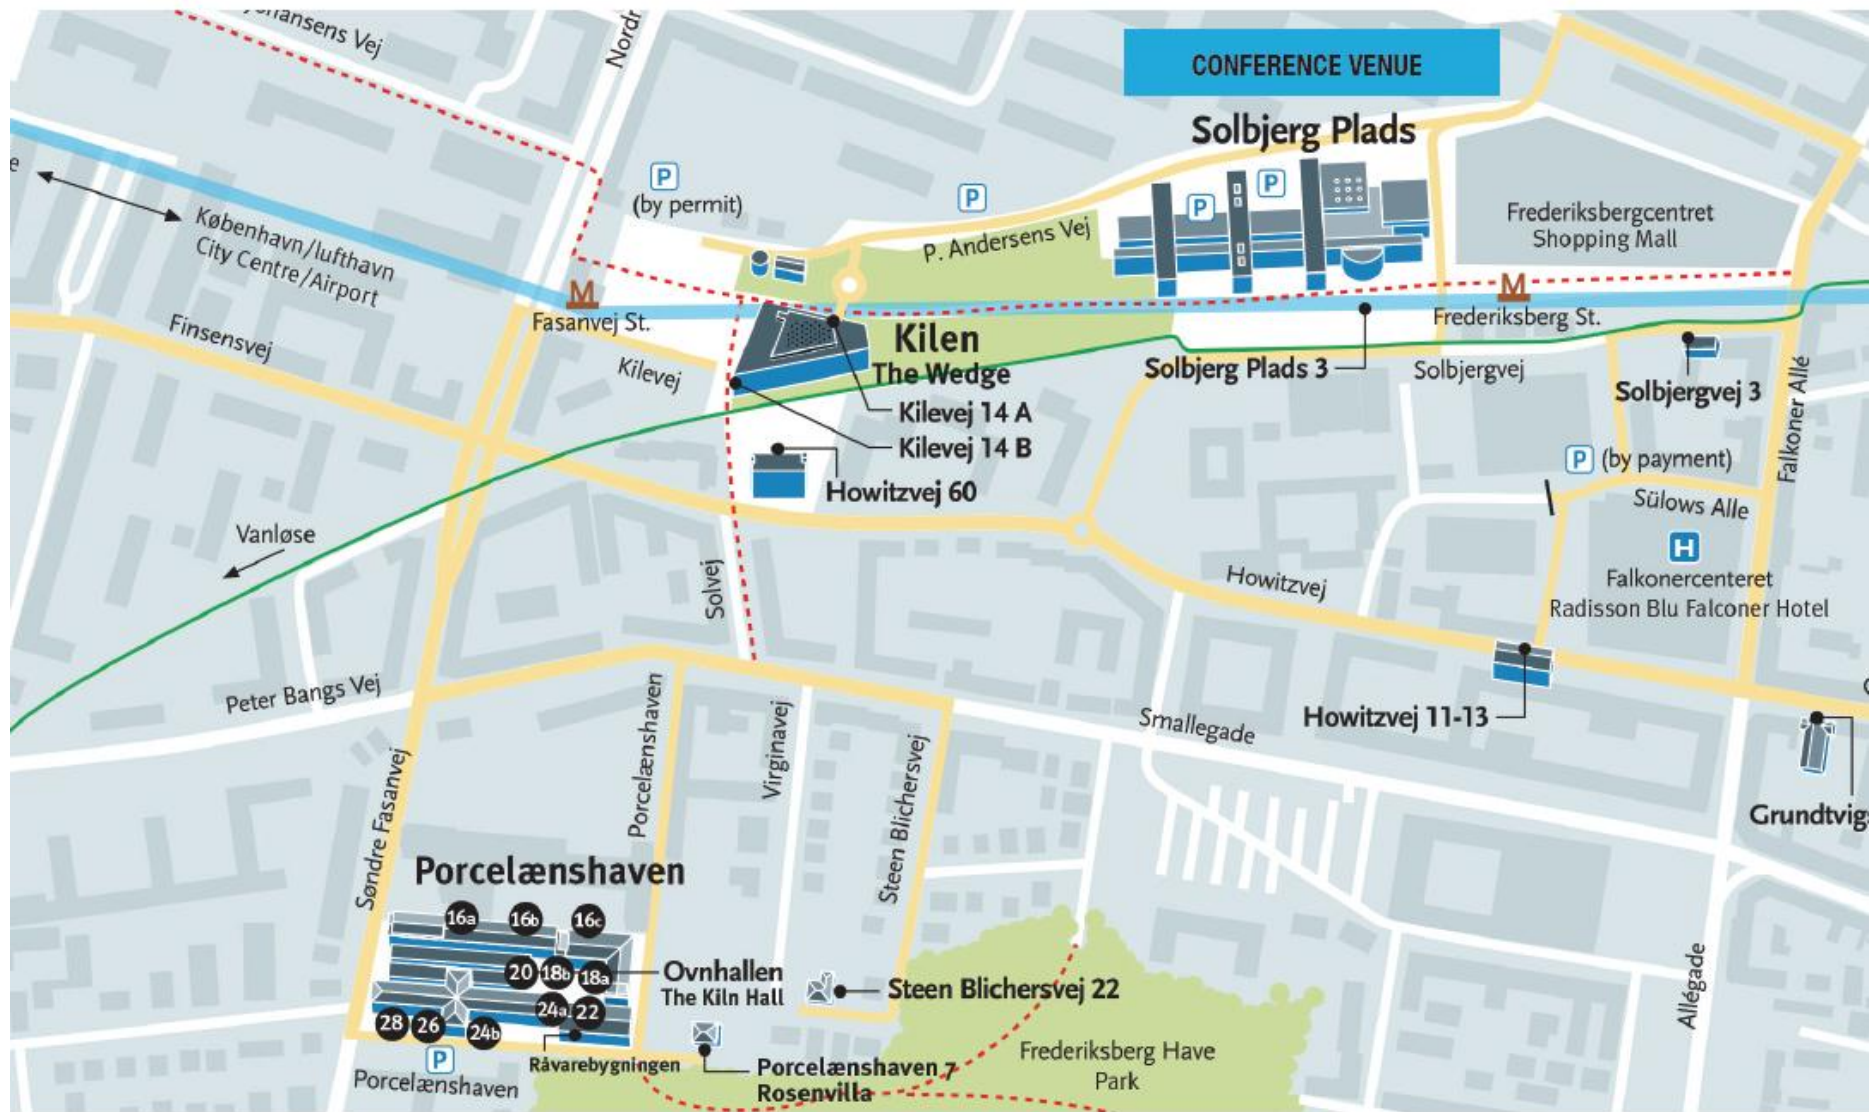 CONFERENCE VENUE
Solbjerg Plads
P
P
P
(by permit)
P
København/lufthavn
City Centre/Airport
Frederiksbergcentret
Shopping Mall
P. Andersens Vej
M
Fasanvej St.
M
Frederiksberg St.
Finsensvej
Kilevej
Kilen
The Wedge
Solbjerg Plads 3
Solbjergvej
Solbjergvej 3
Falkoner Allé
Kilevej 14 A
Kilevej 14 B
Howitzvej 60
P (by payment)
Sülows Alle
Vanløse
H
Falkonercenteret
Radisson Blu Falconer Hotel
Howitzvej
Solvej
Peter Bangs Vej
Porcelænshaven
Virginavej
Steen Blichersvej
Smallegade
Howitzvej 11-13
Søndre Fasanvej
Porcelænshaven
16a 16b 16c
20 18b 18a
24a 22
28 26 24b
Ovnhallen
The Kiln Hall
Steen Blichersvej 22
Allégade
P
Råvarebygningen
Porcelænshaven
Porcelænshaven 7
Rosenvilla
Frederiksberg Have
Park